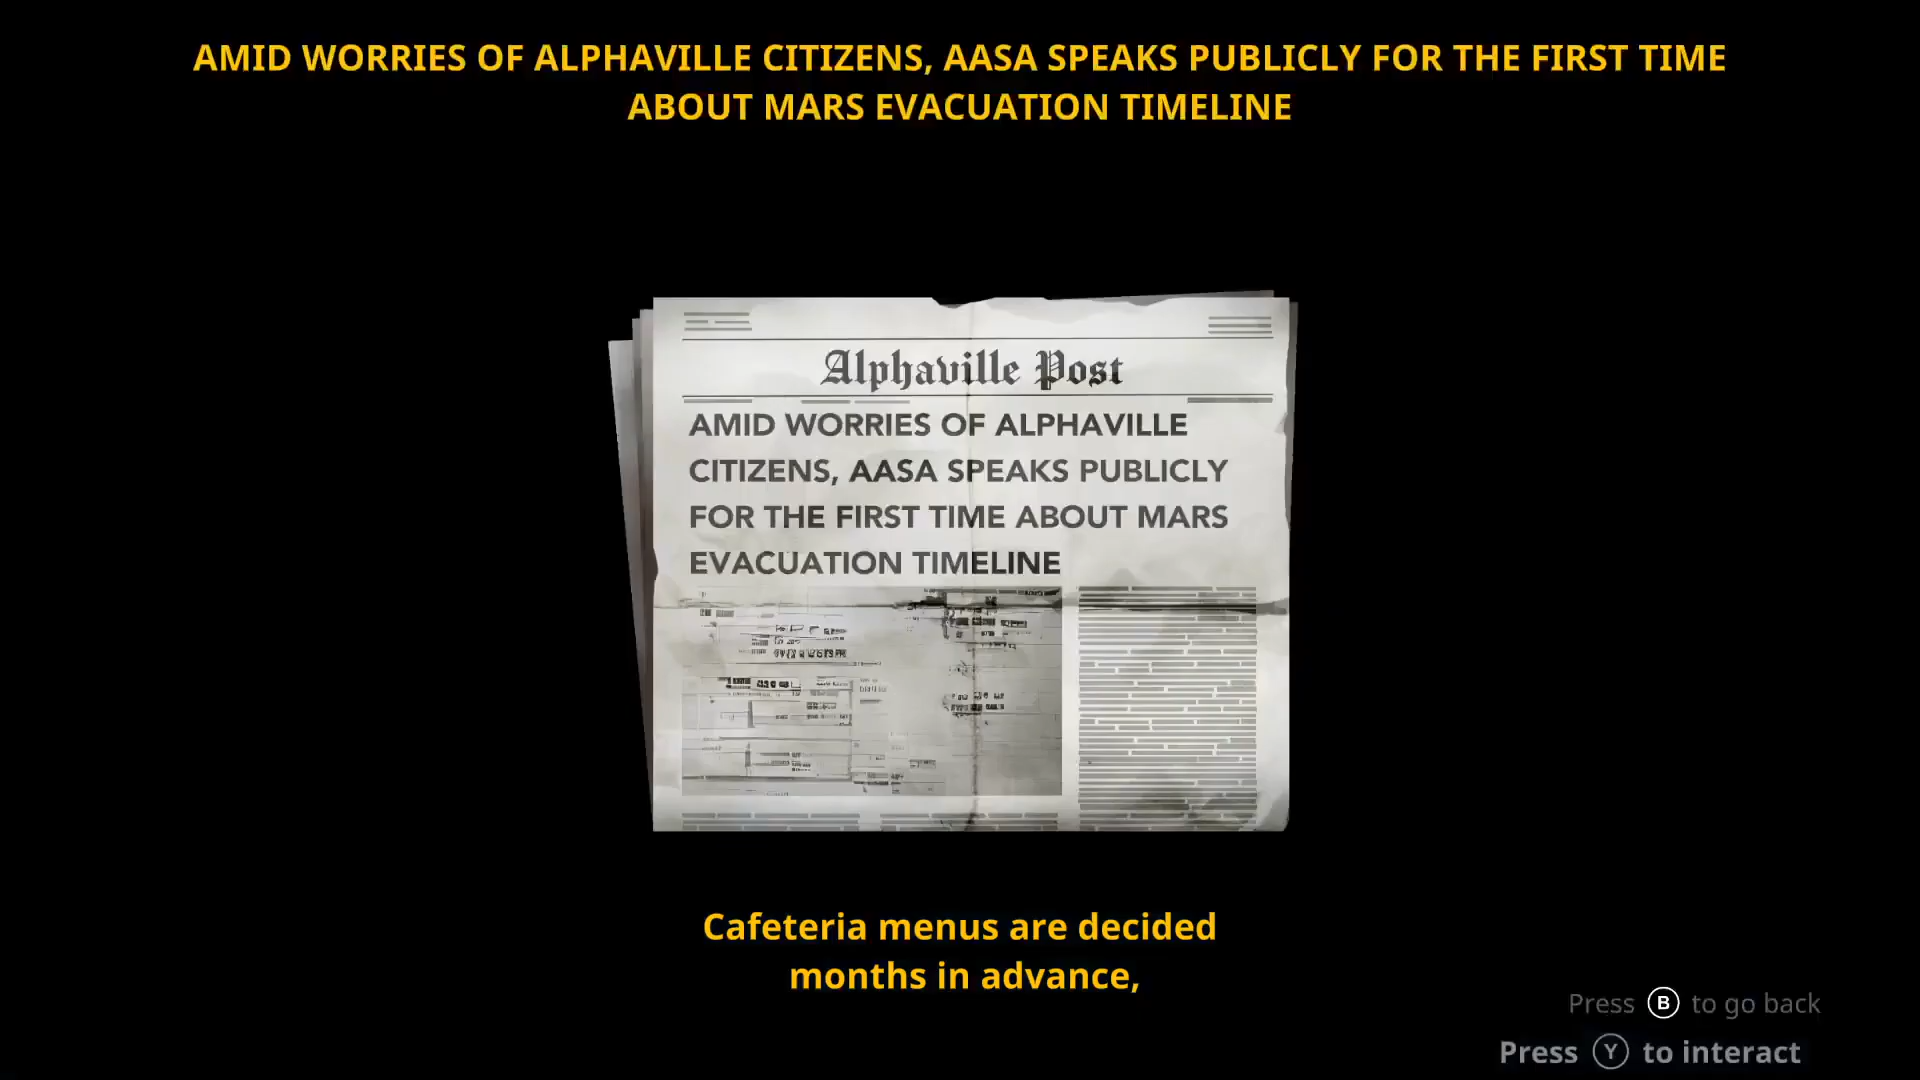 AMID WORRIES OF ALPHAVILLE CITIZENS, AASA SPEAKS PUBLICLY FOR THE FIRST TIME
ABOUT MARS EVACUATION TIMELINE
Alphaville Post
AMID WORRIES OF ALPHAVILLE
CITIZENS, AASA SPEAKS PUBLICLY
FOR THE FIRST TIME ABOUT MARS
EVACUATION TIMELINE
Cafeteria menus are decided
months in advance,
Press B to go back
Press Y to interact